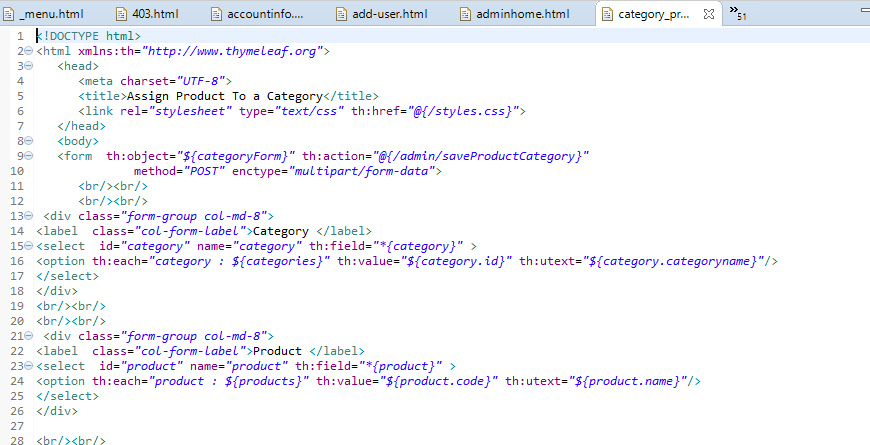 _menu.html 403.html accountinfo.... add-user.html adminhome.html category_pr... »51
1 <!DOCTYPE html>
2 <html xmlns:th="http://www.thymeleaf.org">
3 <head>
4 <meta charset="UTF-8">
5 <title>Assign Product To a Category</title>
6 <link rel="stylesheet" type="text/css" th:href="@{/styles.css}">
7 </head>
8 <body>
9 <form  th:object="${categoryForm}" th:action="@{/admin/saveProductCategory}"
10 method="POST" enctype="multipart/form-data">
11 <br/><br/>
12 <br/><br/>
13 <div class="form-group col-md-8">
14 <label  class="col-form-label">Category </label>
15 <select  id="category" name="category" th:field="*{category}" >
16 <option th:each="category : ${categories}" th:value="${category.id}" th:utext="${category.categoryname}"/>
17 </select>
18 </div>
19 <br/><br/>
20 <br/><br/>
21 <div class="form-group col-md-8">
22 <label  class="col-form-label">Product </label>
23 <select  id="product" name="product" th:field="*{product}" >
24 <option th:each="product : ${products}" th:value="${product.code}" th:utext="${product.name}"/>
25 </select>
26 </div>
27
28 <br/><br/>